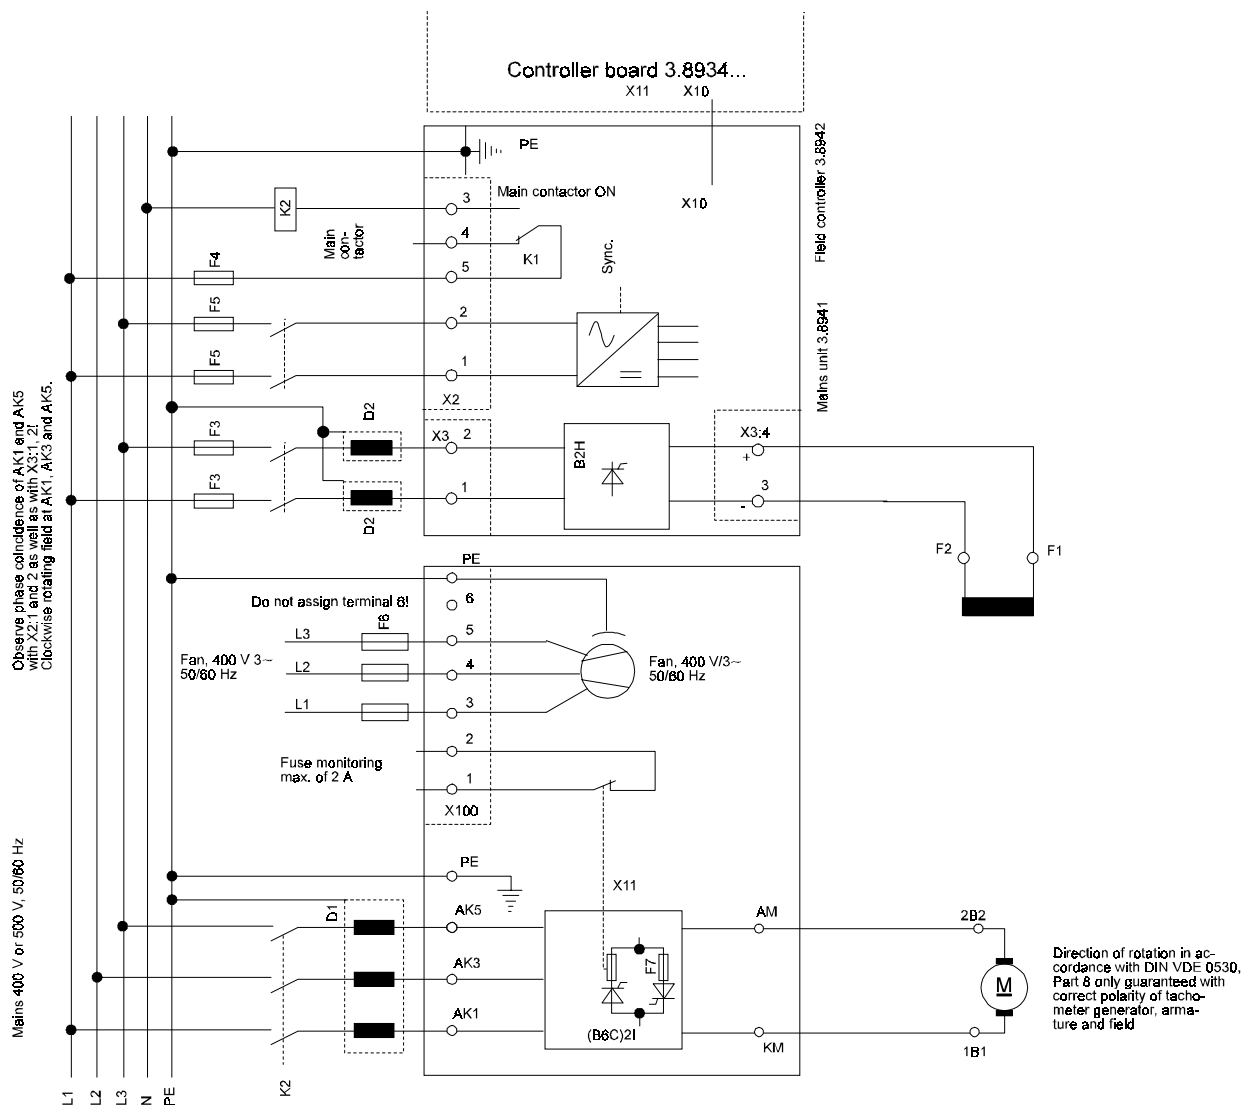 Controller board 3.8934...
X11
X10
PE
Field controller 3.8942
Main contactor ON
K2
3
X10
Main
con-
tactor
4
K1
Sync.
F4
5
F5
2
Mains unit 3.8941
F5
1
X2
D2
F3
X3
2
B2H
X3:4
+
F3
1
3
-
D2
Observe phase coincidence of AK1 and AK5
with X2:1 and 2 as well as with X3:1, 2!
Clockwise rotating field at AK1, AK3 and AK5.
F2
F1
PE
Do not assign terminal 6!
6
F6
L3
5
Fan, 400 V 3~
50/60 Hz
L2
4
Fan, 400 V/3~
50/60 Hz
L1
3
2
Fuse monitoring
max. of 2 A
1
X100
Mains 400 V or 500 V, 50/60 Hz
PE
X11
D1
AK5
AM
2B2
AK3
F7
M
Direction of rotation in ac-
cordance with DIN VDE 0530,
Part 8 only guaranteed with
correct polarity of tacho-
meter generator, arma-
ture and field
AK1
(B6C)2I
KM
1B1
K2
L1
L2
L3
N
PE